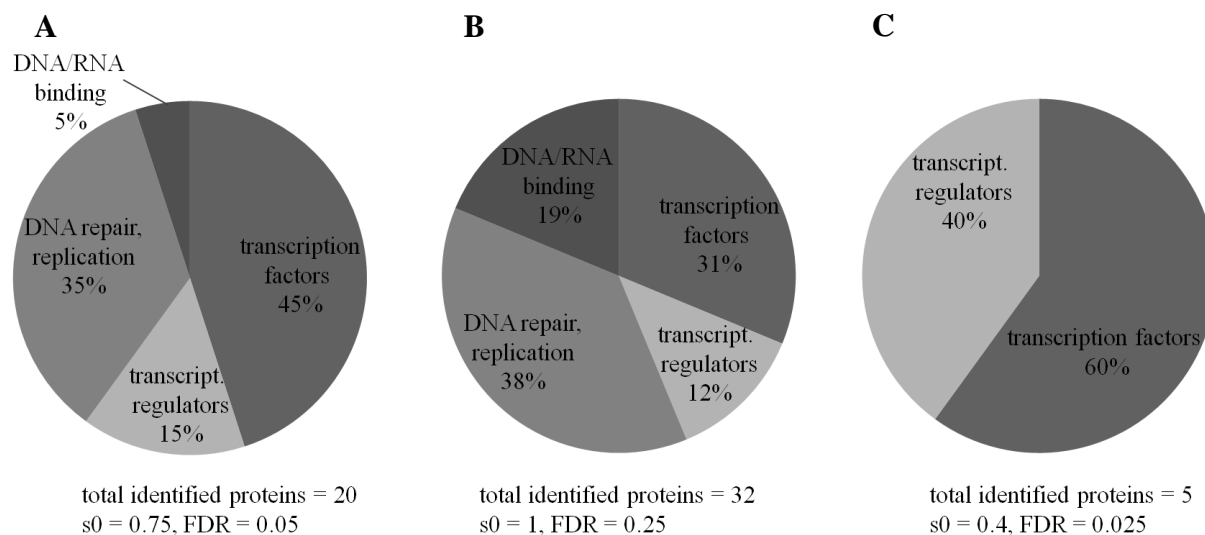 A
DNA/RNA
binding
5%
DNA repair,
replication
35%
transcription
factors
45%
transcript.
regulators
15%
total identified proteins = 20
s0 = 0.75, FDR = 0.05
B
DNA/RNA
binding
19%
transcription
factors
31%
DNA repair,
replication
38%
transcript.
regulators
12%
total identified proteins = 32
s0 = 1, FDR = 0.25
C
transcript.
regulators
40%
transcription factors
60%
total identified proteins = 5
s0 = 0.4, FDR = 0.025